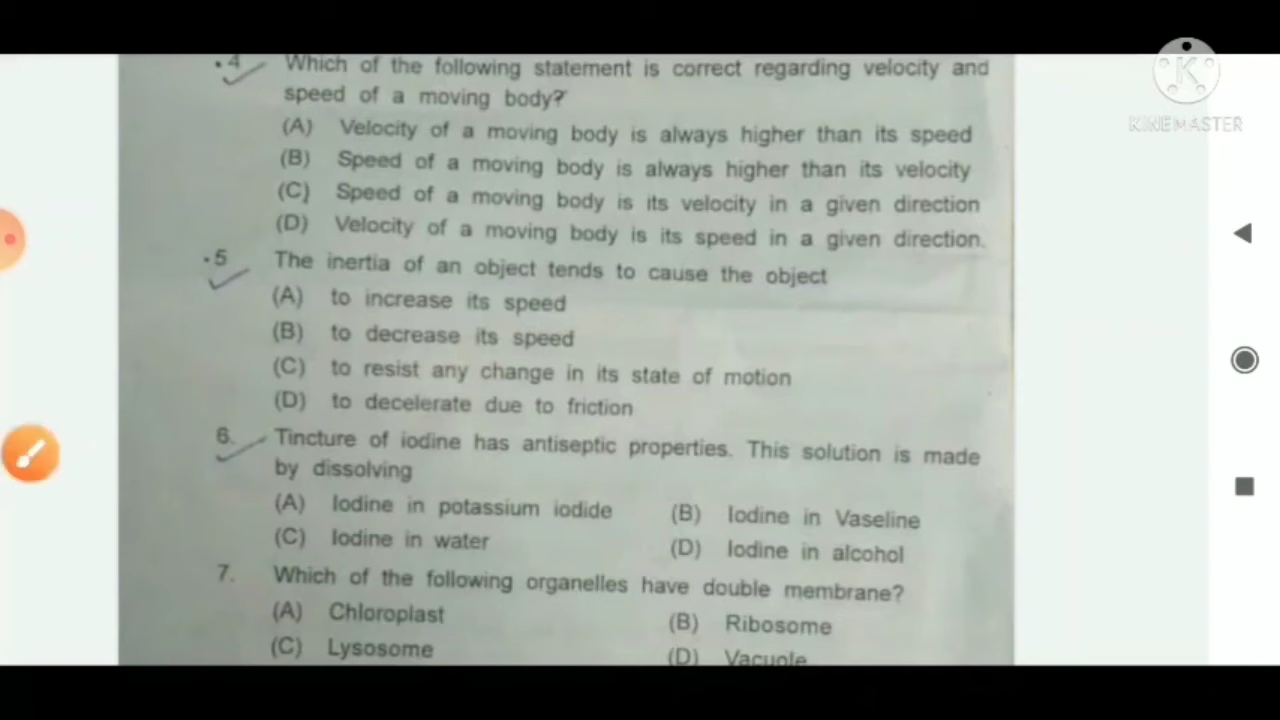 .4 Which of the following statement is correct regarding velocity and
speed of a moving body?
(A) Velocity of a moving body is always higher than its speed
(B) Speed of a moving body is always higher than its velocity
(C) Speed of a moving body is its velocity in a given direction
(D) Velocity of a moving body is its speed in a given direction.
.5 The inertia of an object tends to cause the object
(A) to increase its speed
(B) to decrease its speed
(C) to resist any change in its state of motion
(D) to decelerate due to friction
6. Tincture of iodine has antiseptic properties. This solution is made
by dissolving
(A) Iodine in potassium iodide (B) Iodine in Vaseline
(C) Iodine in water (D) Iodine in alcohol
7. Which of the following organelles have double membrane?
(A) Chloroplast (B) Ribosome
(C) Lysosome (D) Vacuole
K
KINEMASTER